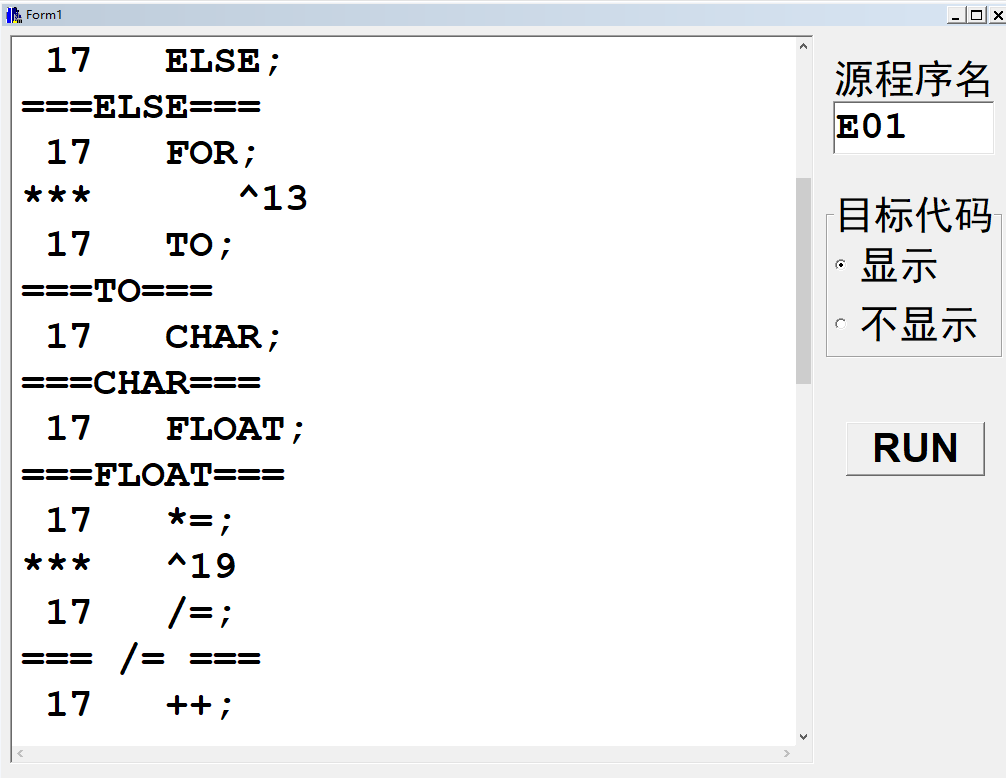 Form1
17   ELSE;
===ELSE===
17   FOR;
***      ^13
17   TO;
===TO===
17   CHAR;
===CHAR===
17   FLOAT;
===FLOAT===
17   *=;
***   ^19
17   /=;
=== /= ===
17   ++;
源程序名
E01
目标代码
显示
不显示
RUN